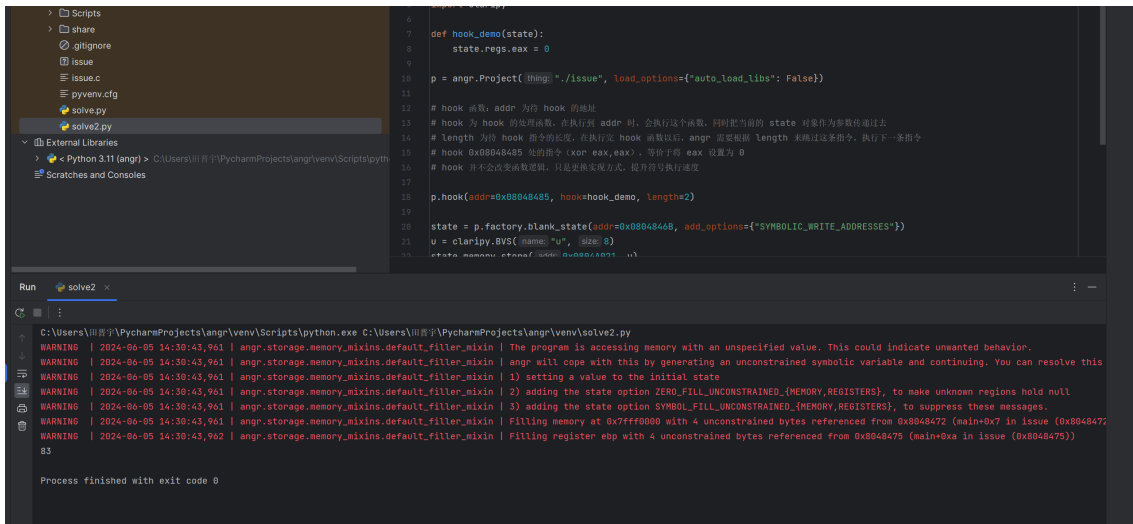 Scripts
share
.gitignore
issue
issue.c
pyvenv.cfg
solve.py
solve2.py
External Libraries
< Python 3.11 (angr) > C:\Users\田晋宇\PycharmProjects\angr\venv\Scripts\pyth
Scratches and Consoles
6
7 def hook_demo(state):
8 state.regs.eax = 0
9
10 p = angr.Project( thing: "./issue", load_options={"auto_load_libs": False})
11
12 # hook 函数：addr 为待 hook 的地址
13 # hook 为 hook 的处理函数，在执行到 addr 时，会执行这个函数，同时把当前的 state 对象作为参数传递过去
14 # length 为待 hook 指令的长度，在执行完 hook 函数以后，angr 需要根据 length 来跳过这条指令，执行下一条指令
15 # hook 0x08048485 处的指令（xor eax,eax），等价于将 eax 设置为 0
16 # hook 并不会改变函数逻辑，只是更换实现方式，提升符号执行速度
17
18 p.hook(addr=0x08048485, hook=hook_demo, length=2)
19
20 state = p.factory.blank_state(addr=0x0804846B, add_options={"SYMBOLIC_WRITE_ADDRESSES"})
21 u = claripy.BVS( name: "u", size: 8)
state.memory.store( addr: 0x0804A021, u)
Run solve2 ×
C:\Users\田晋宇\PycharmProjects\angr\venv\Scripts\python.exe C:\Users\田晋宇\PycharmProjects\angr\venv\solve2.py
WARNING | 2024-06-05 14:30:43,961 | angr.storage.memory_mixins.default_filler_mixin | The program is accessing memory with an unspecified value. This could indicate unwanted behavior.
WARNING | 2024-06-05 14:30:43,961 | angr.storage.memory_mixins.default_filler_mixin | angr will cope with this by generating an unconstrained symbolic variable and continuing. You can resolve this
WARNING | 2024-06-05 14:30:43,961 | angr.storage.memory_mixins.default_filler_mixin | 1) setting a value to the initial state
WARNING | 2024-06-05 14:30:43,961 | angr.storage.memory_mixins.default_filler_mixin | 2) adding the state option ZERO_FILL_UNCONSTRAINED_{MEMORY,REGISTERS}, to make unknown regions hold null
WARNING | 2024-06-05 14:30:43,961 | angr.storage.memory_mixins.default_filler_mixin | 3) adding the state option SYMBOL_FILL_UNCONSTRAINED_{MEMORY,REGISTERS}, to suppress these messages.
WARNING | 2024-06-05 14:30:43,961 | angr.storage.memory_mixins.default_filler_mixin | Filling memory at 0x7fff0000 with 4 unconstrained bytes referenced from 0x8048472 (main+0x7 in issue (0x8048472
WARNING | 2024-06-05 14:30:43,962 | angr.storage.memory_mixins.default_filler_mixin | Filling register ebp with 4 unconstrained bytes referenced from 0x8048475 (main+0xa in issue (0x8048475))
83
Process finished with exit code 0